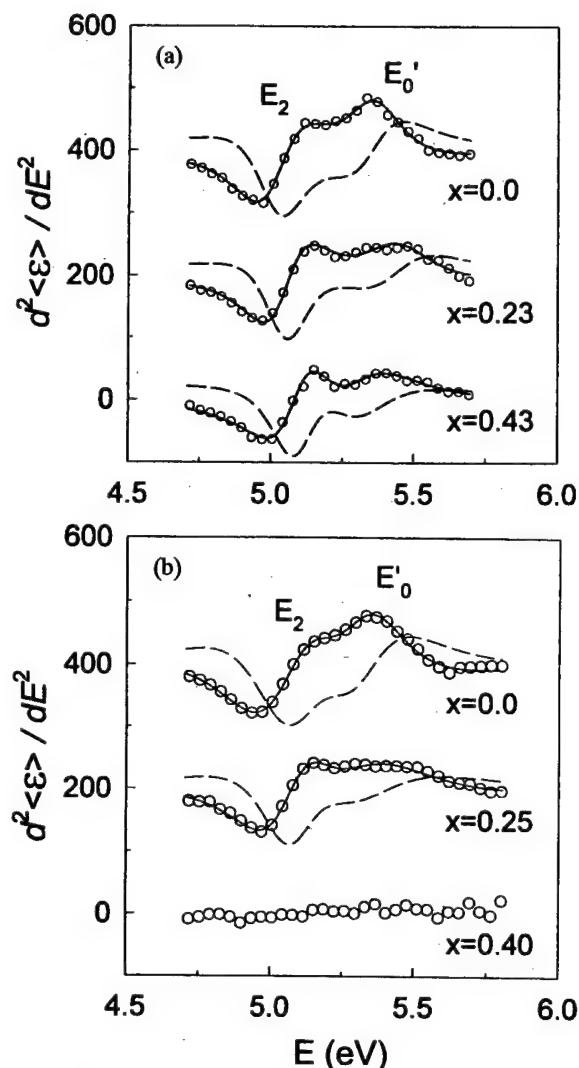 600
(a)
E₂
E₀'
400
x=0.0
200
x=0.23
0
x=0.43
d²<ε> / dE²
4.5 5.0 5.5 6.0
600
(b)
E'₀
E₂
400
x=0.0
200
x=0.25
0
x=0.40
d²<ε> / dE²
4.5 5.0 5.5 6.0
E (eV)